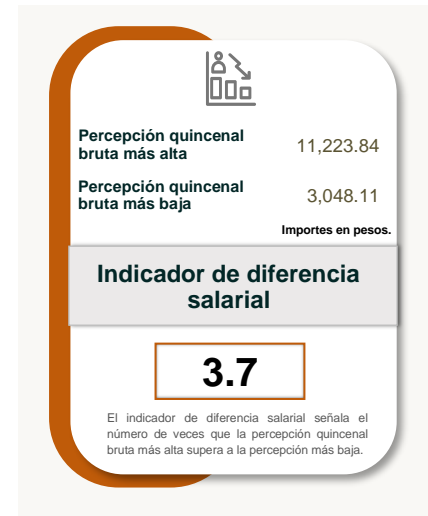 Percepción quincenal
bruta más alta
11,223.84
Percepción quincenal
bruta más baja
3,048.11
Importes en pesos.
Indicador de diferencia
salarial
3.7
El indicador de diferencia salarial señala el
número de veces que la percepción quincenal
bruta más alta supera a la percepción más baja.